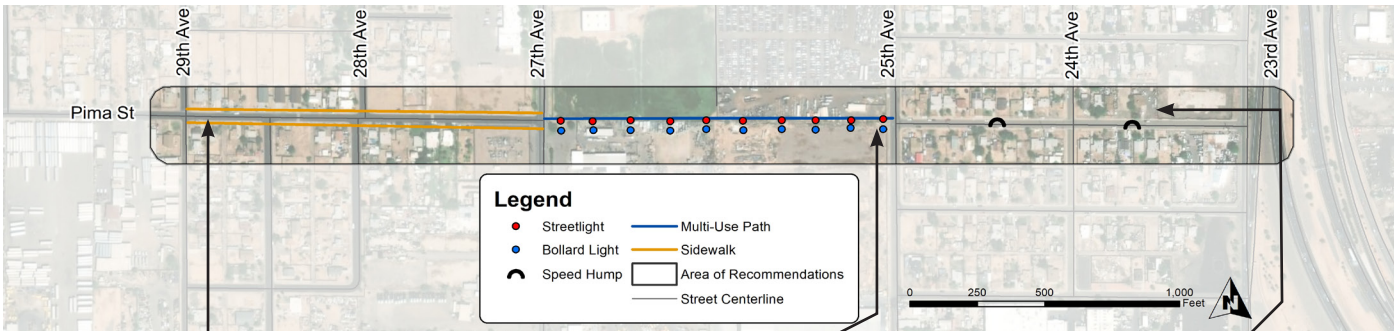 29th Ave
28th Ave
27th Ave
25th Ave
24th Ave
23rd Ave
Pima St
Legend
Streetlight
Multi-Use Path
Bollard Light
Sidewalk
Speed Hump
Area of Recommendations
Street Centerline
0 250 500 1,000
Feet
N